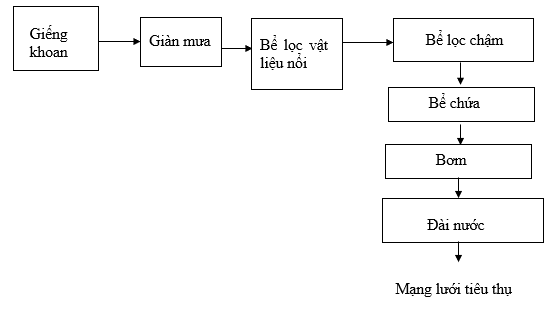 Giếng
khoan
Giàn mưa
Bể lọc vật
liệu nổi
Bể lọc chậm
Bể chứa
Bơm
Đài nước
Mạng lưới tiêu thụ